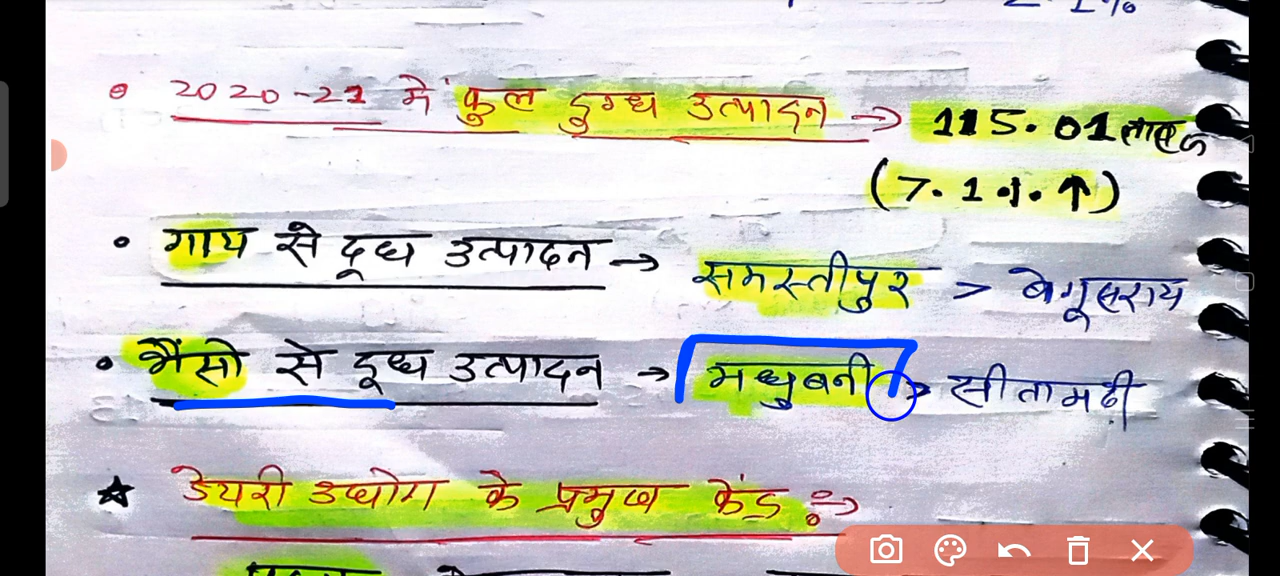 2020-21 में कुल दुग्ध उत्पादन → 115.01 लाख
(7.1%↑)
• गाय से दूध उत्पादन → समस्तीपुर > बेगूसराय
• भैंसो से दूध उत्पादन → मधुबनी > सीतामढी
★ डेयरी उद्योग के प्रमुख केंद्र :⇒